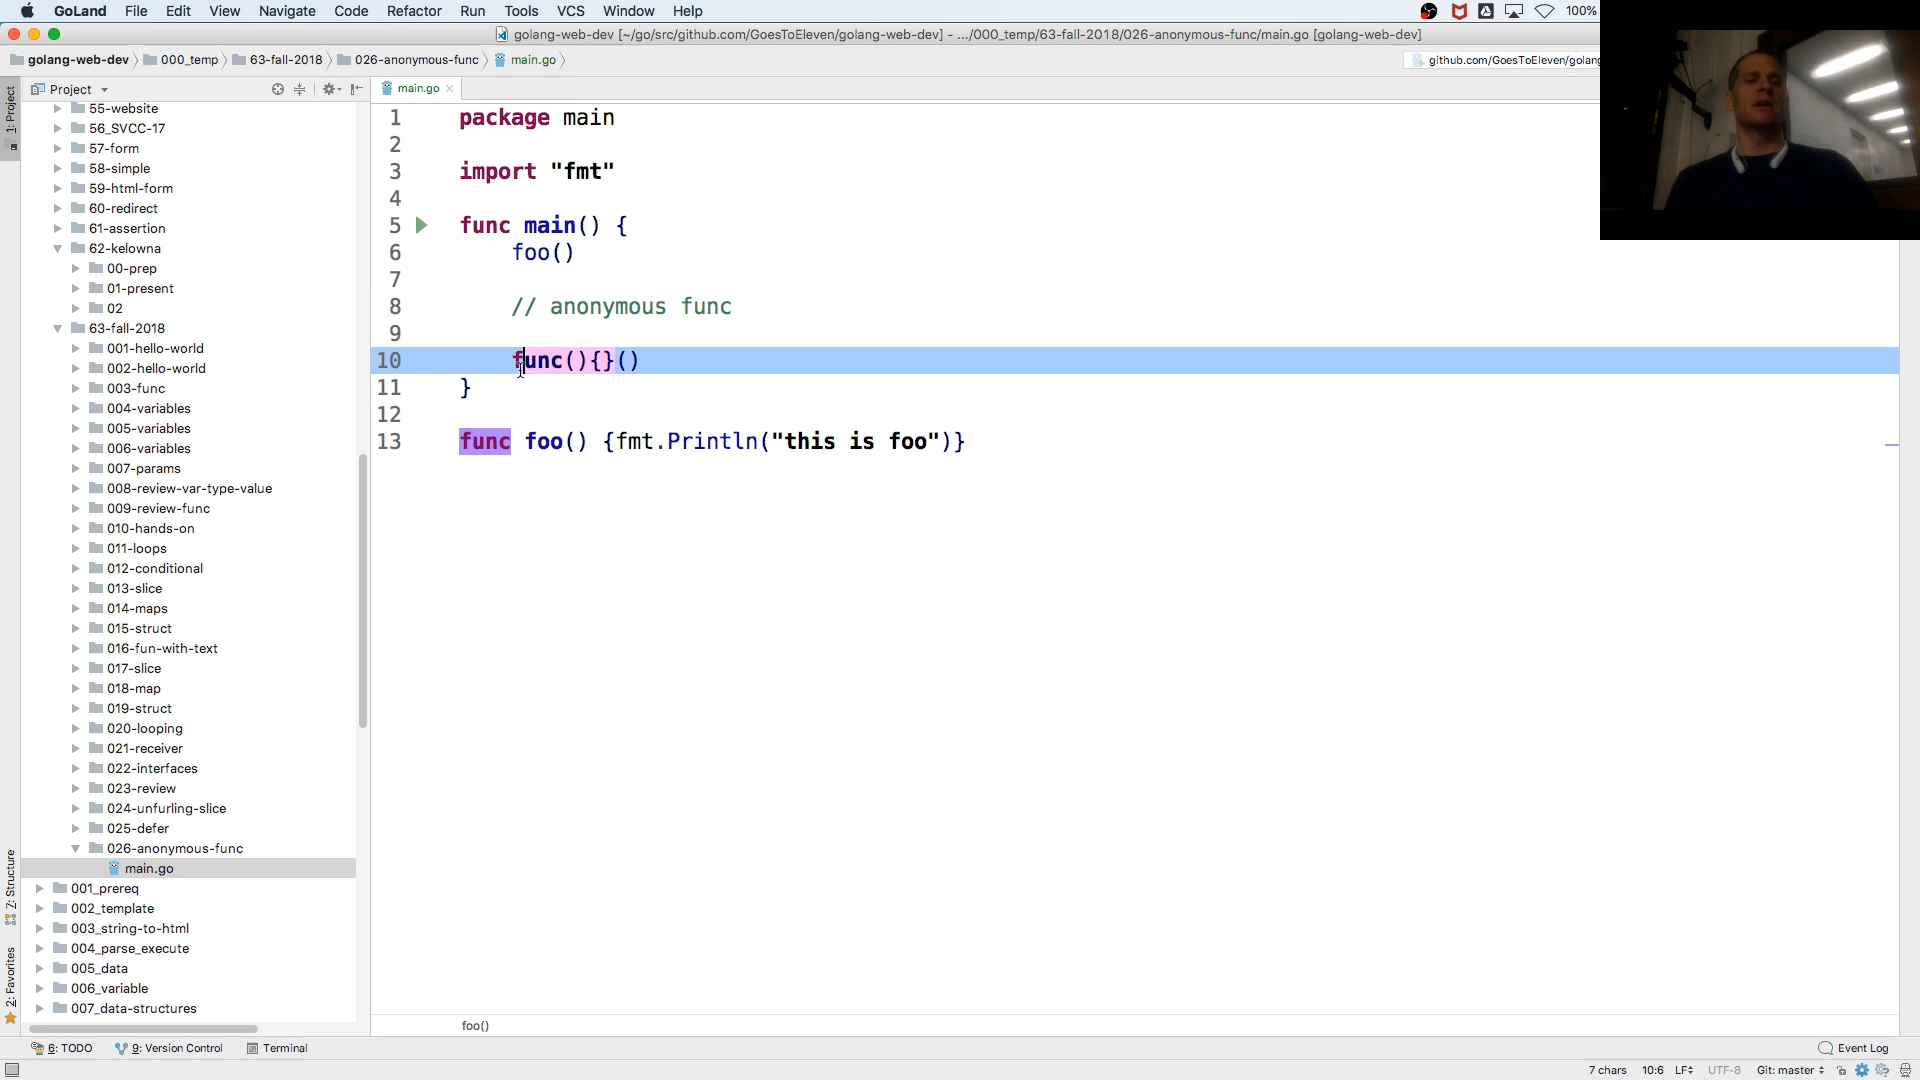 GoLand File Edit View Navigate Code Refactor Run Tools VCS Window Help 100%
golang-web-dev [~/go/src/github.com/GoesToEleven/golang-web-dev] - .../000_temp/63-fall-2018/026-anonymous-func/main.go [golang-web-dev]
golang-web-dev 000_temp 63-fall-2018 026-anonymous-func main.go github.com/GoesToEleven/golang
1: Project
Project
main.go
55-website
56_SVCC-17
57-form
58-simple
59-html-form
60-redirect
61-assertion
62-kelowna
00-prep
01-present
02
63-fall-2018
001-hello-world
002-hello-world
003-func
004-variables
005-variables
006-variables
007-params
008-review-var-type-value
009-review-func
010-hands-on
011-loops
012-conditional
013-slice
014-maps
015-struct
016-fun-with-text
017-slice
018-map
019-struct
020-looping
021-receiver
022-interfaces
023-review
024-unfurling-slice
025-defer
026-anonymous-func
main.go
001_prereq
002_template
003_string-to-html
004_parse_execute
005_data
006_variable
007_data-structures
7: Structure
2: Favorites
1 package main
2
3 import "fmt"
4
5 func main() {
6 foo()
7
8 // anonymous func
9
10 func(){}()
11 }
12
13 func foo() {fmt.Println("this is foo")}
foo()
6: TODO 9: Version Control Terminal Event Log
7 chars 10:6 LF UTF-8 Git: master